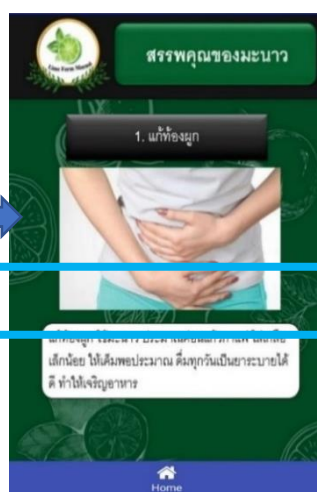 Lime Farm Manod
สรรพคุณของมะนาว
1. แก้ท้องผูก
เล็กน้อย ให้เค็มพอประมาณ ดื่มทุกวันเป็นยาระบายได้
ดี ทำให้เจริญอาหาร
Home